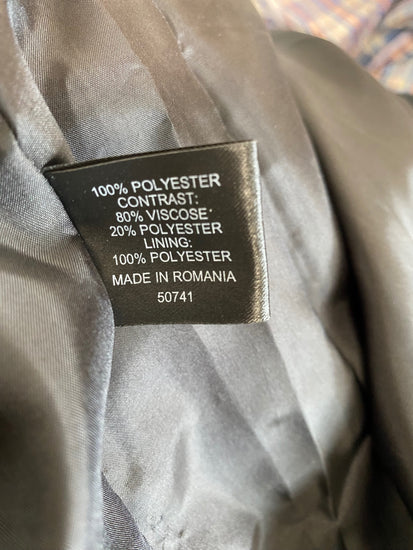 100% POLYESTER
CONTRAST:
80% VISCOSE
20% POLYESTER
LINING:
100% POLYESTER
MADE IN ROMANIA
50741